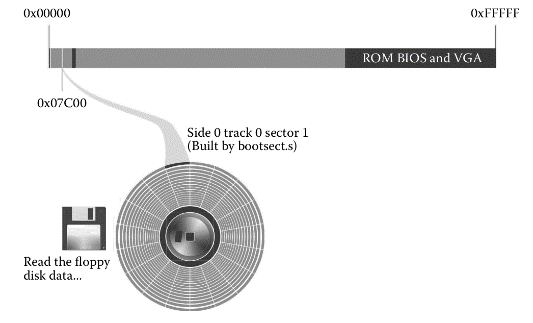 0x00000
0xFFFFF
ROM BIOS and VGA
0x07C00
Side 0 track 0 sector 1
(Built by bootsect.s)
Read the floppy
disk data...